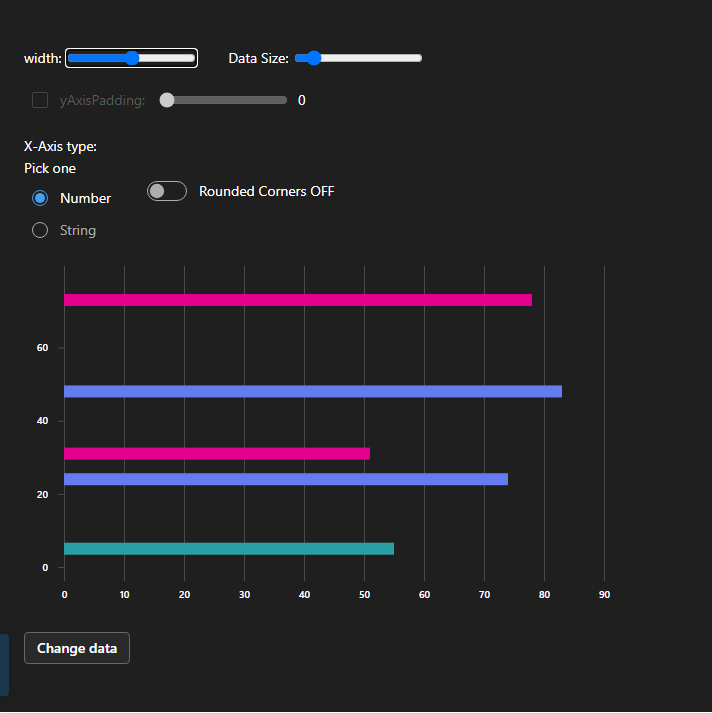 width: Data Size:
yAxisPadding: 0
X-Axis type:
Pick one
Number Rounded Corners OFF
String
60
40
20
0
0 10 20 30 40 50 60 70 80 90
Change data